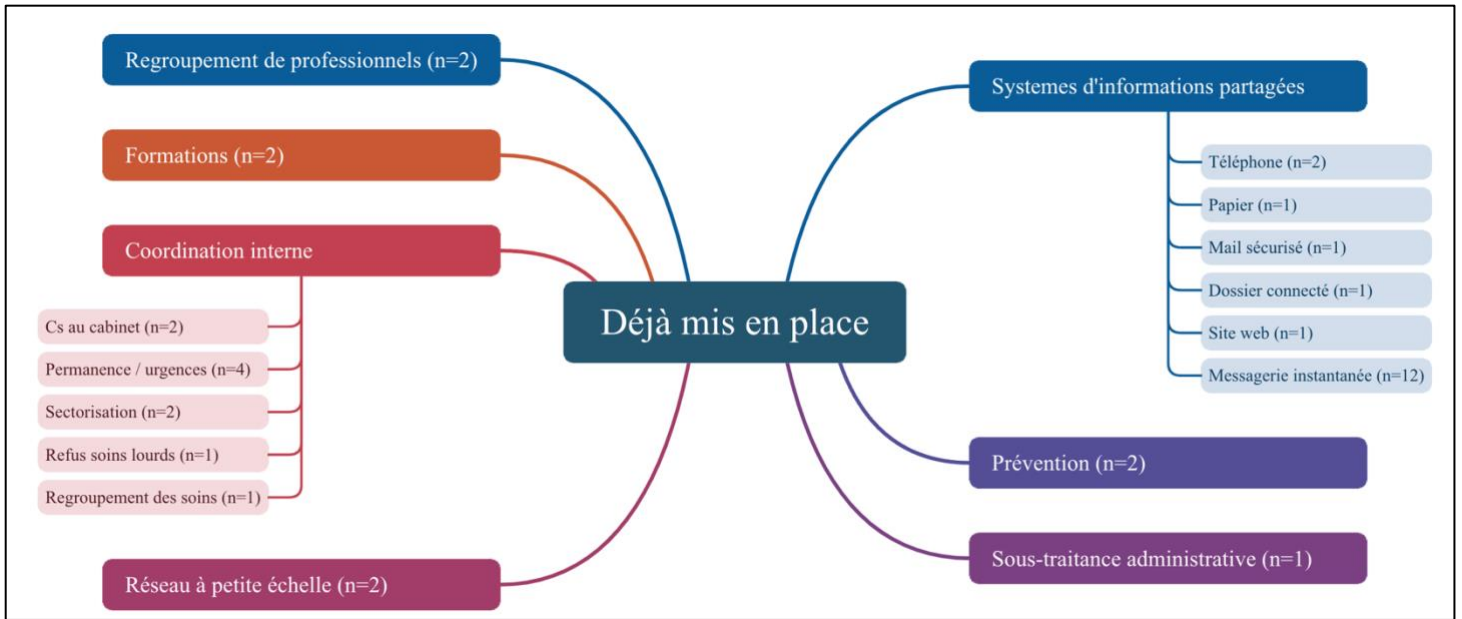 Regroupement de professionnels (n=2)
Formations (n=2)
Coordination interne
Cs au cabinet (n=2)
Permanence / urgences (n=4)
Sectorisation (n=2)
Refus soins lourds (n=1)
Regroupement des soins (n=1)
Réseau à petite échelle (n=2)
Déjà mis en place
Systemes d'informations partagées
Téléphone (n=2)
Papier (n=1)
Mail sécurisé (n=1)
Dossier connecté (n=1)
Site web (n=1)
Messagerie instantanée (n=12)
Prévention (n=2)
Sous-traitance administrative (n=1)